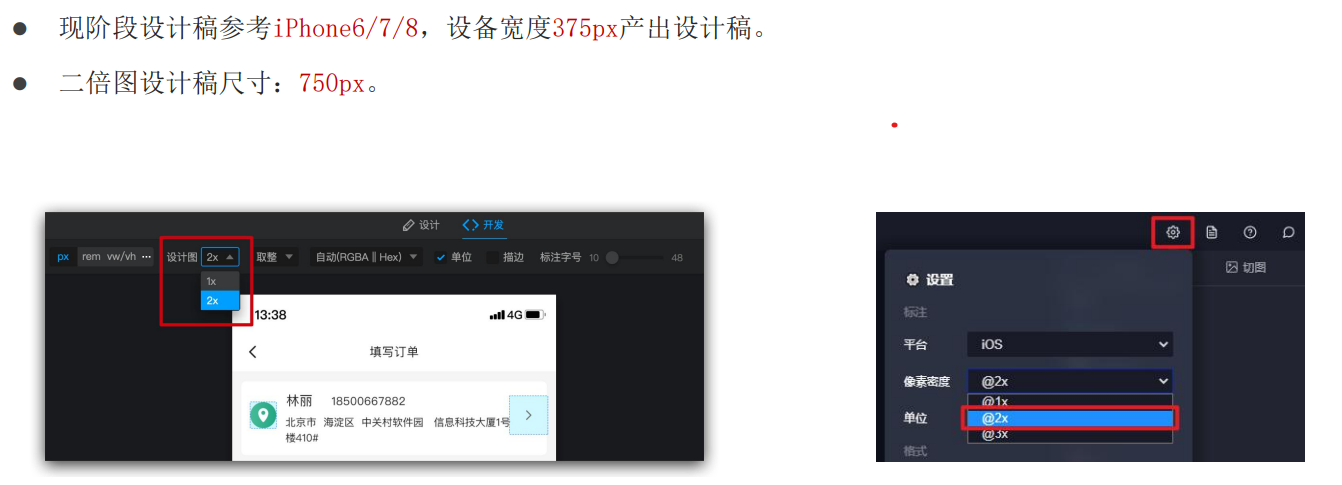 ● 现阶段设计稿参考iPhone6/7/8，设备宽度375px产出设计稿。
● 二倍图设计稿尺寸：750px。
设计 开发
px rem vw/vh ··· 设计图 2x 取整 自动(RGBA || Hex) 单位 描边 标注字号 10 48
1x
2x
13:38 4G
填写订单
林丽 18500667882
北京市 海淀区 中关村软件园 信息科技大厦1号
楼410#
切图
设置
标注
平台 iOS
像素密度 @2x
@1x
单位 @2x
@3x
格式